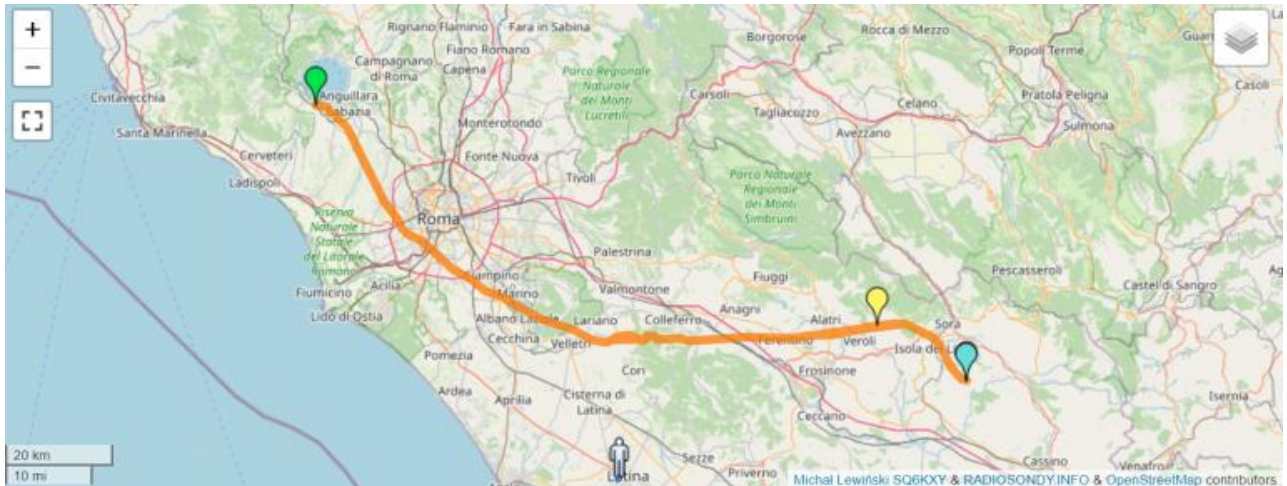 +
−
Rignano Flaminio
Fara in Sabina
Borgorose
Rocca di Mezzo
Campagnano
di Roma
Fiano Romano
Capena
Popoli Terme
Casoli
Civitavecchia
Anguillara
Parco Regionale
Naturale
dei Monti
Lucretili
Carsoli
Celano
Pratola Peligna
Santa Marinella
Monterotondo
Tagliacozzo
Avezzano
Sulmona
Cerveteri
Fonte Nuova
Ladispoli
Tivoli
Parco Naturale
Regionale
dei Monti
Simbruini
Riserva
Naturale
Statale
del Litorale
Romano
Roma
Palestrina
Pescasseroli
Fiumicino
Acilia
Marino
Valmontone
Fiuggi
Castel di Sangro
Lido di Ostia
Lariano
Colleferro
Anagni
Alatri
Sora
Cecchina
Velletri
Ferentino
Veroli
Pomezia
Cori
Frosinone
Isernia
Ardea
Aprilia
Cisterna di
Latina
Ceccano
20 km
10 mi
Sezze
Priverno
Cassino
Venafro
Latina
Michał Lewiński SQ6KXY & RADIOSONDY.INFO & OpenStreetMap contributors